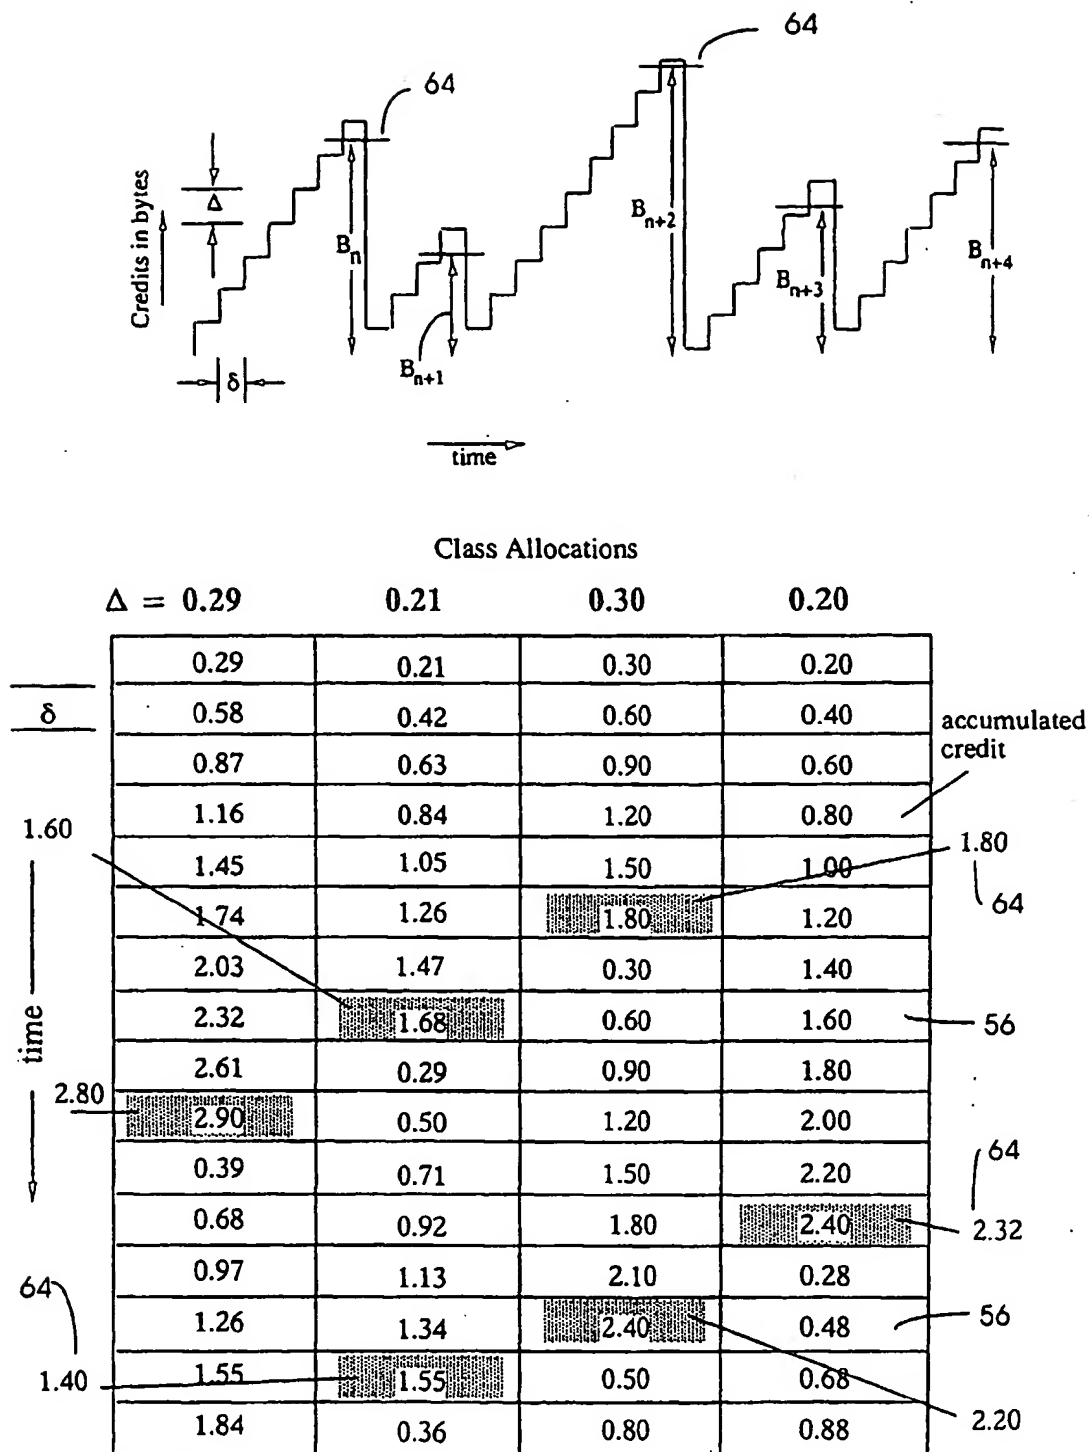 64
64
Credits in bytes
Δ
B_n
B_{n+1}
B_{n+2}
B_{n+3}
B_{n+4}
δ
time
Class Allocations
Δ = 0.29 0.21 0.30 0.20
0.29 0.21 0.30 0.20
δ 0.58 0.42 0.60 0.40
accumulated
credit
0.87 0.63 0.90 0.60
1.16 0.84 1.20 0.80
1.60
1.80
1.45 1.05 1.50 1.00
64
1.74 1.26 1.80 1.20
2.03 1.47 0.30 1.40
2.32 1.68 0.60 1.60 56
time
2.61 0.29 0.90 1.80
2.80
2.90 0.50 1.20 2.00
64
0.39 0.71 1.50 2.20
0.68 0.92 1.80 2.40 2.32
0.97 1.13 2.10 0.28
64
1.26 1.34 2.40 0.48 56
1.40 1.55 1.55 0.50 0.68
2.20
1.84 0.36 0.80 0.88